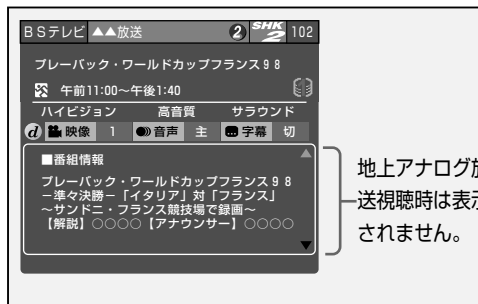 BSテレビ ▲▲放送 2 SHK 2 102
プレーバック・ワールドカップフランス98
午前11:00～午後1:40
ハイビジョン 高音質 サラウンド
d 映像 1 音声 主 字幕 切
■番組情報
プレーバック・ワールドカップフランス98
－準々決勝－「イタリア」対「フランス」
～サンドニ・フランス競技場で録画～
【解説】○○○○【アナウンサー】○○○○
地上アナログ放
送視聴時は表示
されません。